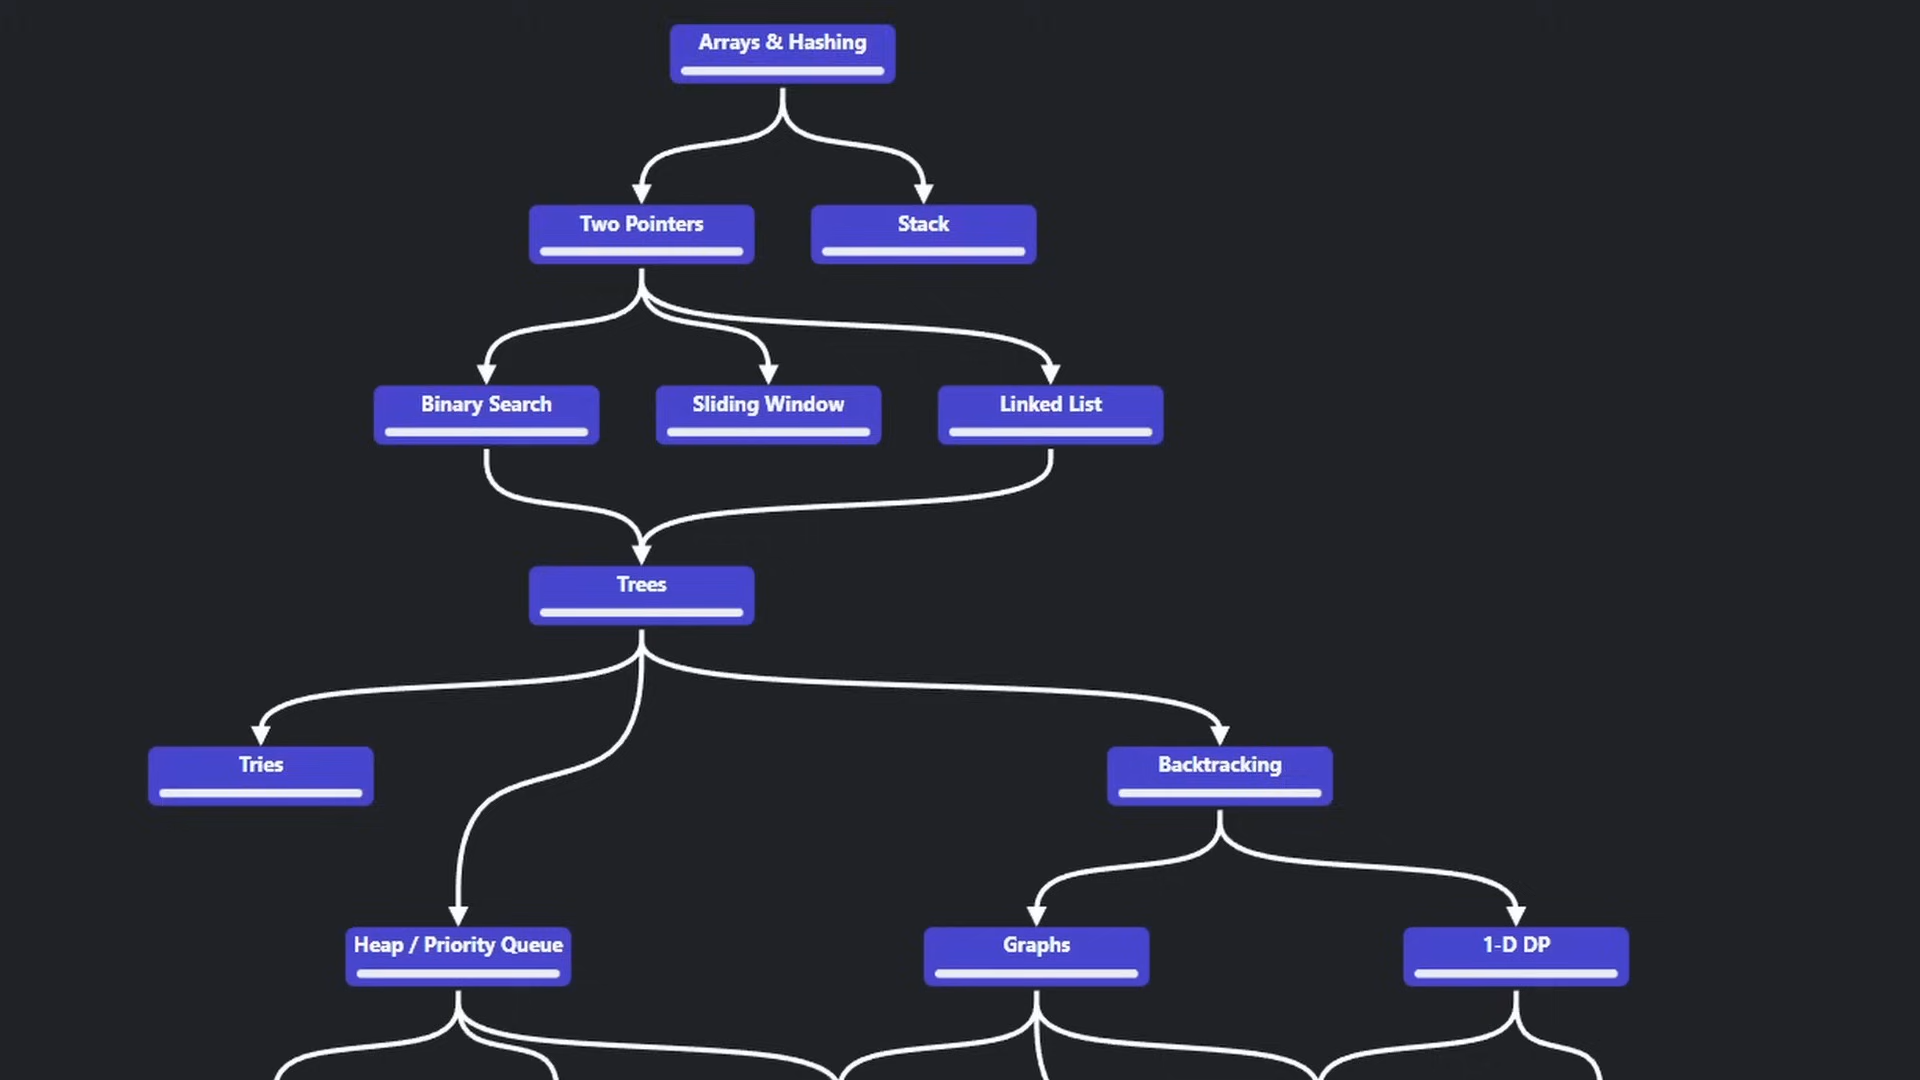 Arrays & Hashing
Two Pointers
Stack
Binary Search
Sliding Window
Linked List
Trees
Tries
Backtracking
Heap / Priority Queue
Graphs
1-D DP